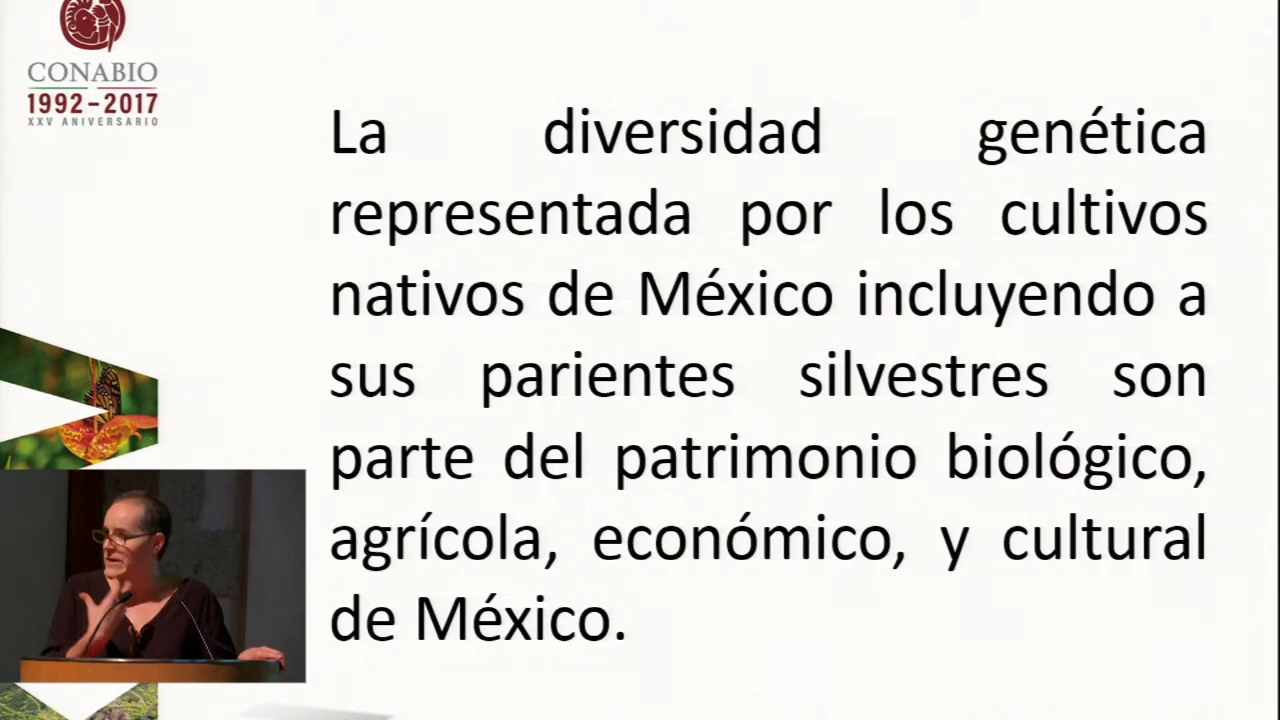 CONABIO
1992-2017
XXV ANIVERSARIO
La diversidad genética
representada por los cultivos
nativos de México incluyendo a
sus parientes silvestres son
parte del patrimonio biológico,
agrícola, económico, y cultural
de México.